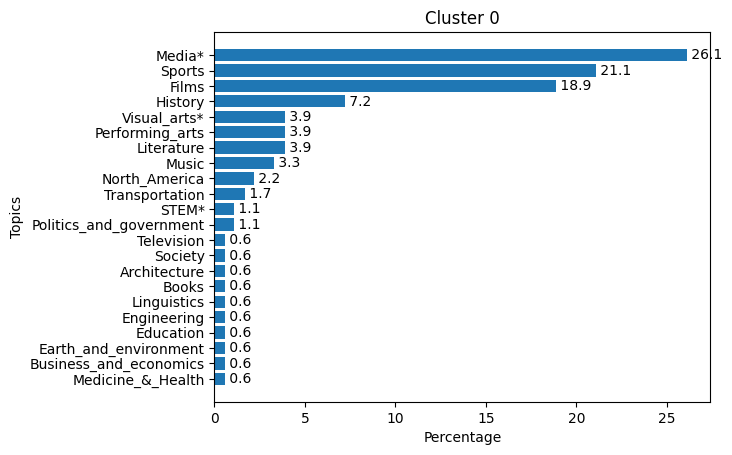 Cluster 0
Topics
Media* 26.1
Sports 21.1
Films 18.9
History 7.2
Visual_arts* 3.9
Performing_arts 3.9
Literature 3.9
Music 3.3
North_America 2.2
Transportation 1.7
STEM* 1.1
Politics_and_government 1.1
Television 0.6
Society 0.6
Architecture 0.6
Books 0.6
Linguistics 0.6
Engineering 0.6
Education 0.6
Earth_and_environment 0.6
Business_and_economics 0.6
Medicine_&_Health 0.6
0 5 10 15 20 25
Percentage